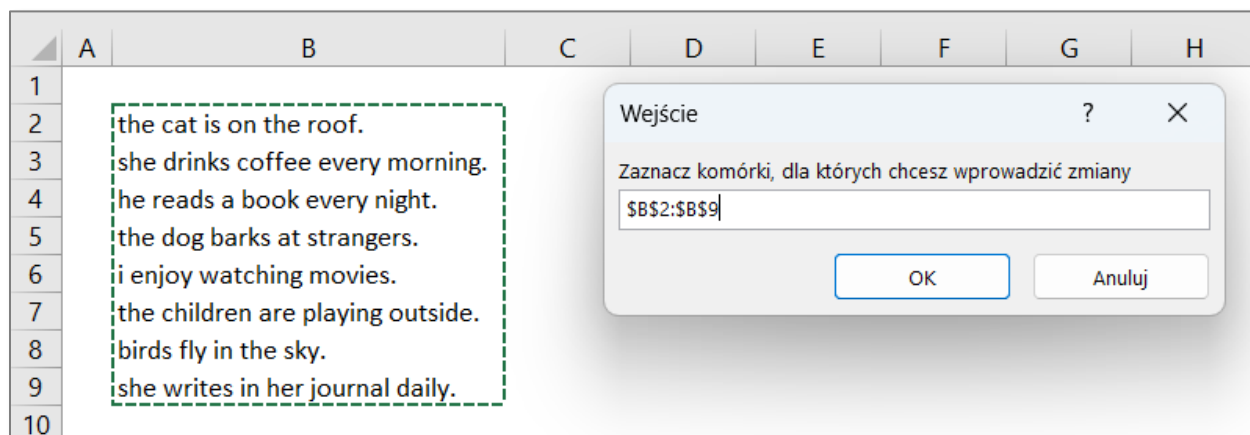 A B C D E F G H
1
2 the cat is on the roof.
3 she drinks coffee every morning.
4 he reads a book every night.
5 the dog barks at strangers.
6 i enjoy watching movies.
7 the children are playing outside.
8 birds fly in the sky.
9 she writes in her journal daily.
10
Wejście ?
Zaznacz komórki, dla których chcesz wprowadzić zmiany
$B$2:$B$9
OK Anuluj